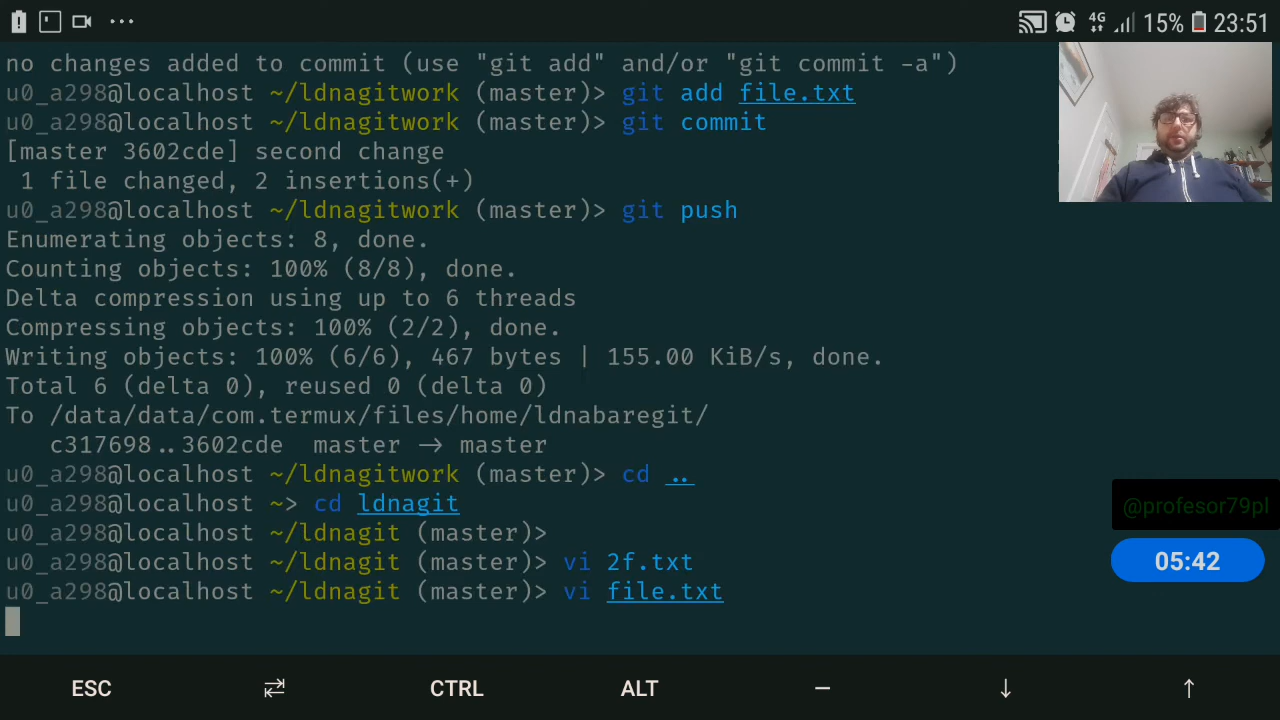 15% 23:51
4G
no changes added to commit (use "git add" and/or "git commit -a")
u0_a298@localhost ~/ldnagitwork (master)> git add file.txt
u0_a298@localhost ~/ldnagitwork (master)> git commit
[master 3602cde] second change
 1 file changed, 2 insertions(+)
u0_a298@localhost ~/ldnagitwork (master)> git push
Enumerating objects: 8, done.
Counting objects: 100% (8/8), done.
Delta compression using up to 6 threads
Compressing objects: 100% (2/2), done.
Writing objects: 100% (6/6), 467 bytes | 155.00 KiB/s, done.
Total 6 (delta 0), reused 0 (delta 0)
To /data/data/com.termux/files/home/ldnabaregit/
   c317698..3602cde  master -> master
u0_a298@localhost ~/ldnagitwork (master)> cd ..
u0_a298@localhost ~> cd ldnagit
u0_a298@localhost ~/ldnagit (master)>
u0_a298@localhost ~/ldnagit (master)> vi 2f.txt
u0_a298@localhost ~/ldnagit (master)> vi file.txt
@profesor79pl
05:42
ESC ⇄ CTRL ALT — ↓ ↑